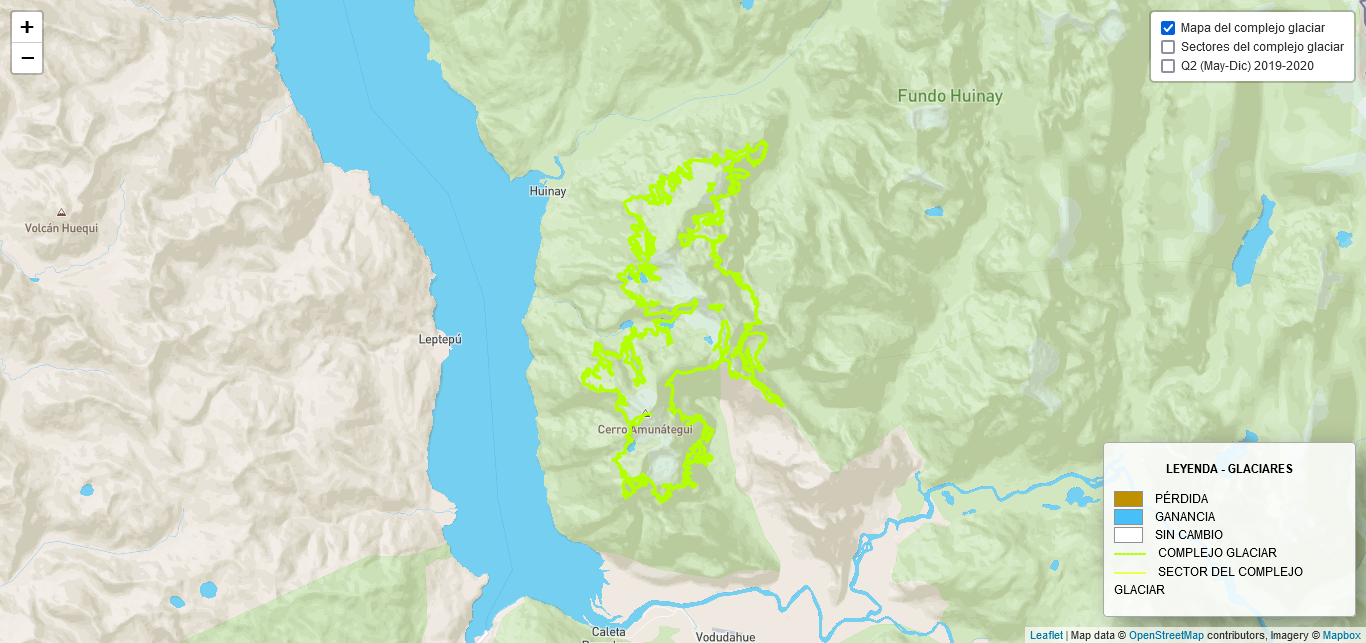 +
−
Mapa del complejo glaciar
Sectores del complejo glaciar
Q2 (May-Dic) 2019-2020
Fundo Huinay
Huinay
Volcán Huequi
Leptepú
Cerro Amunátegui
LEYENDA - GLACIARES
PÉRDIDA
GANANCIA
SIN CAMBIO
COMPLEJO GLACIAR
SECTOR DEL COMPLEJO
GLACIAR
Caleta
Vodudahue
Leaflet | Map data © OpenStreetMap contributors, Imagery © Mapbox